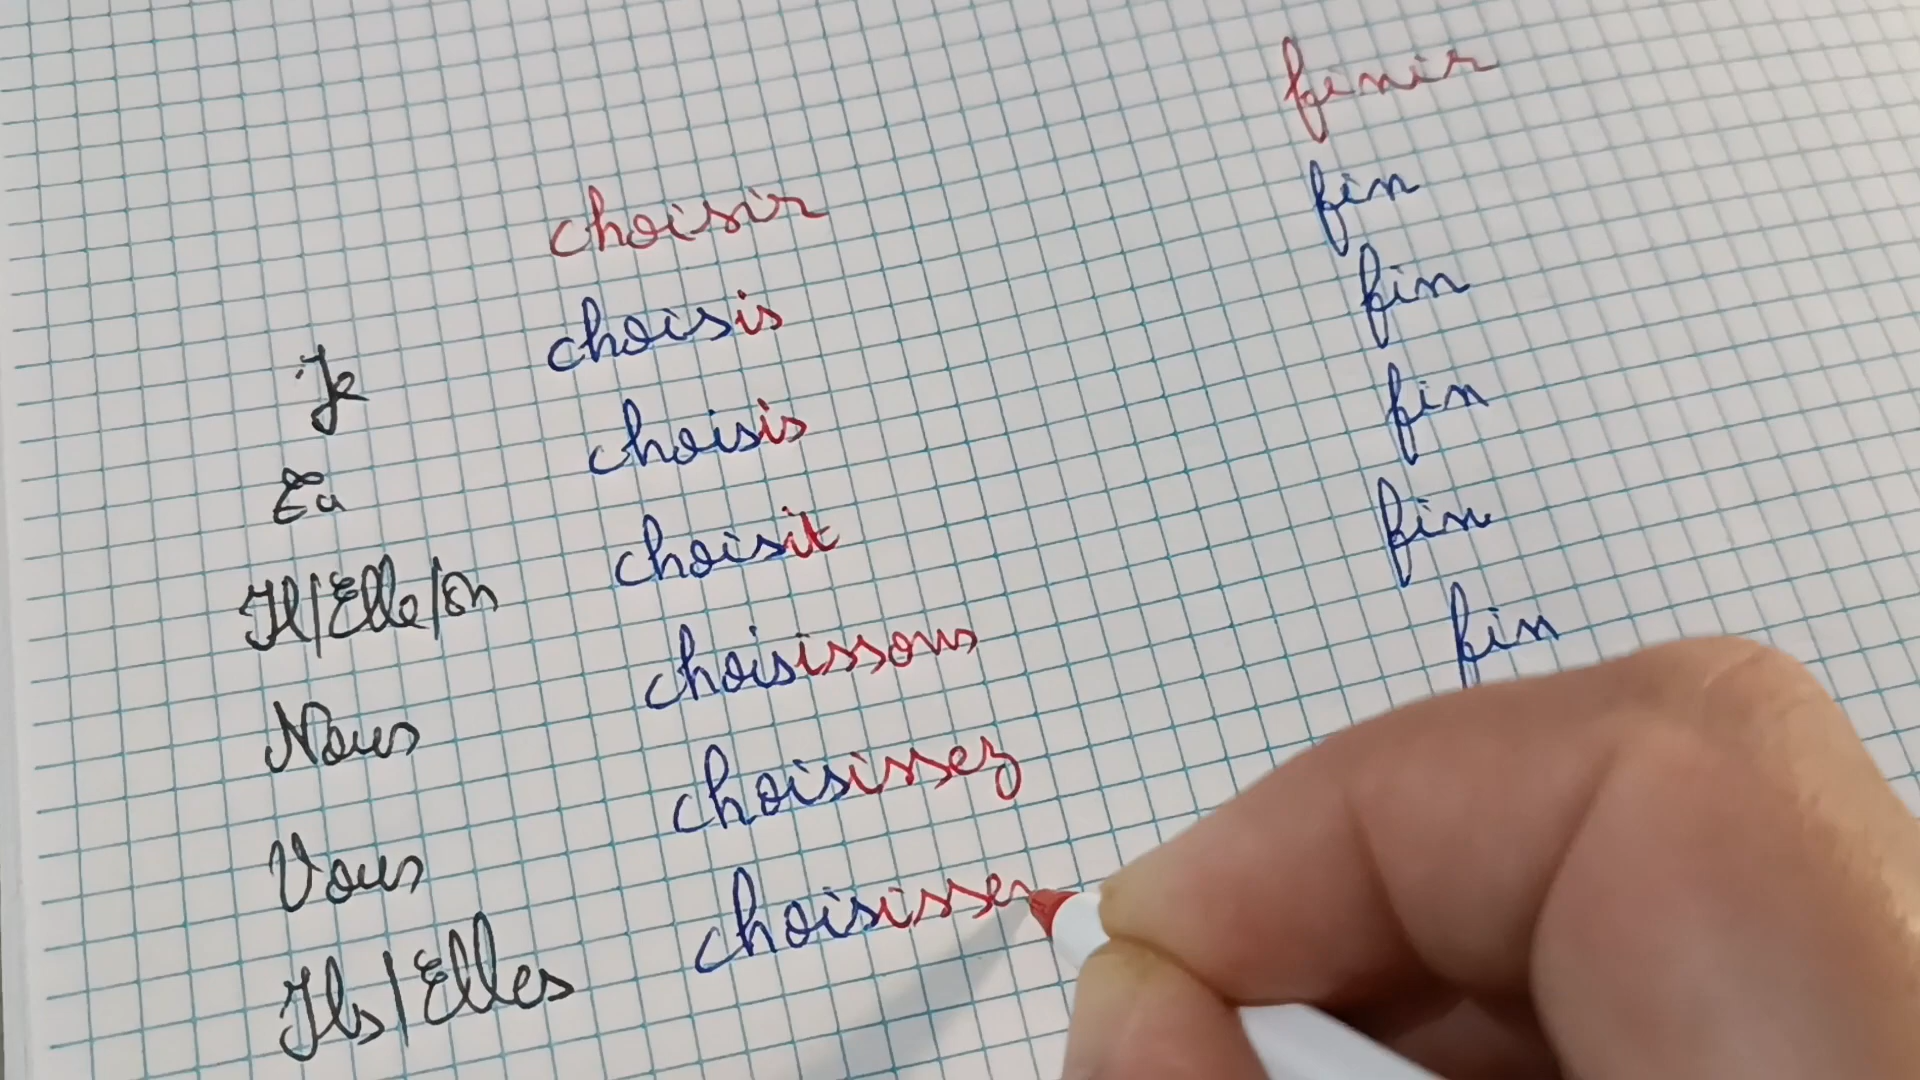 finir
choisir
fin
Je choisis
fin
Tu choisis
fin
Il/Elle/On choisit
fin
Nous choisissons
fin
Vous choisissez
Ils/Elles choisissen